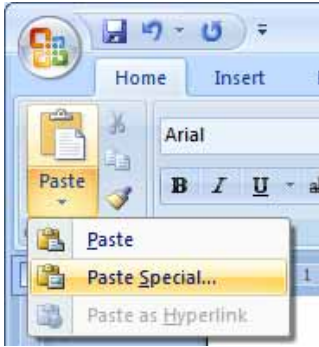 Home Insert
Arial
Paste
B I U
Paste
Paste Special...
1
Paste as Hyperlink